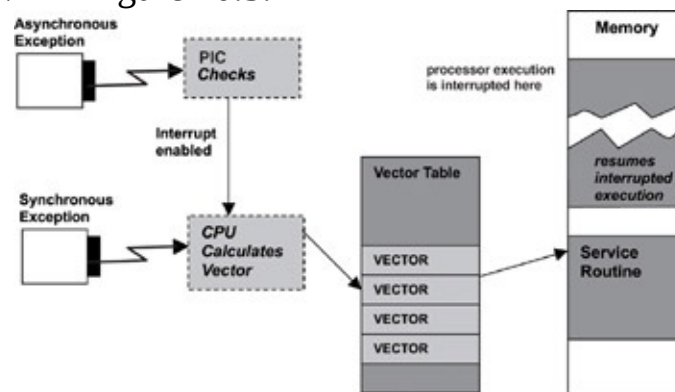 Asynchronous
Exception
PIC
Checks
Interrupt
enabled
Synchronous
Exception
CPU
Calculates
Vector
Vector Table
VECTOR
VECTOR
VECTOR
VECTOR
processor execution
is interrupted here
Memory
resumes
interrupted
execution
Service
Routine